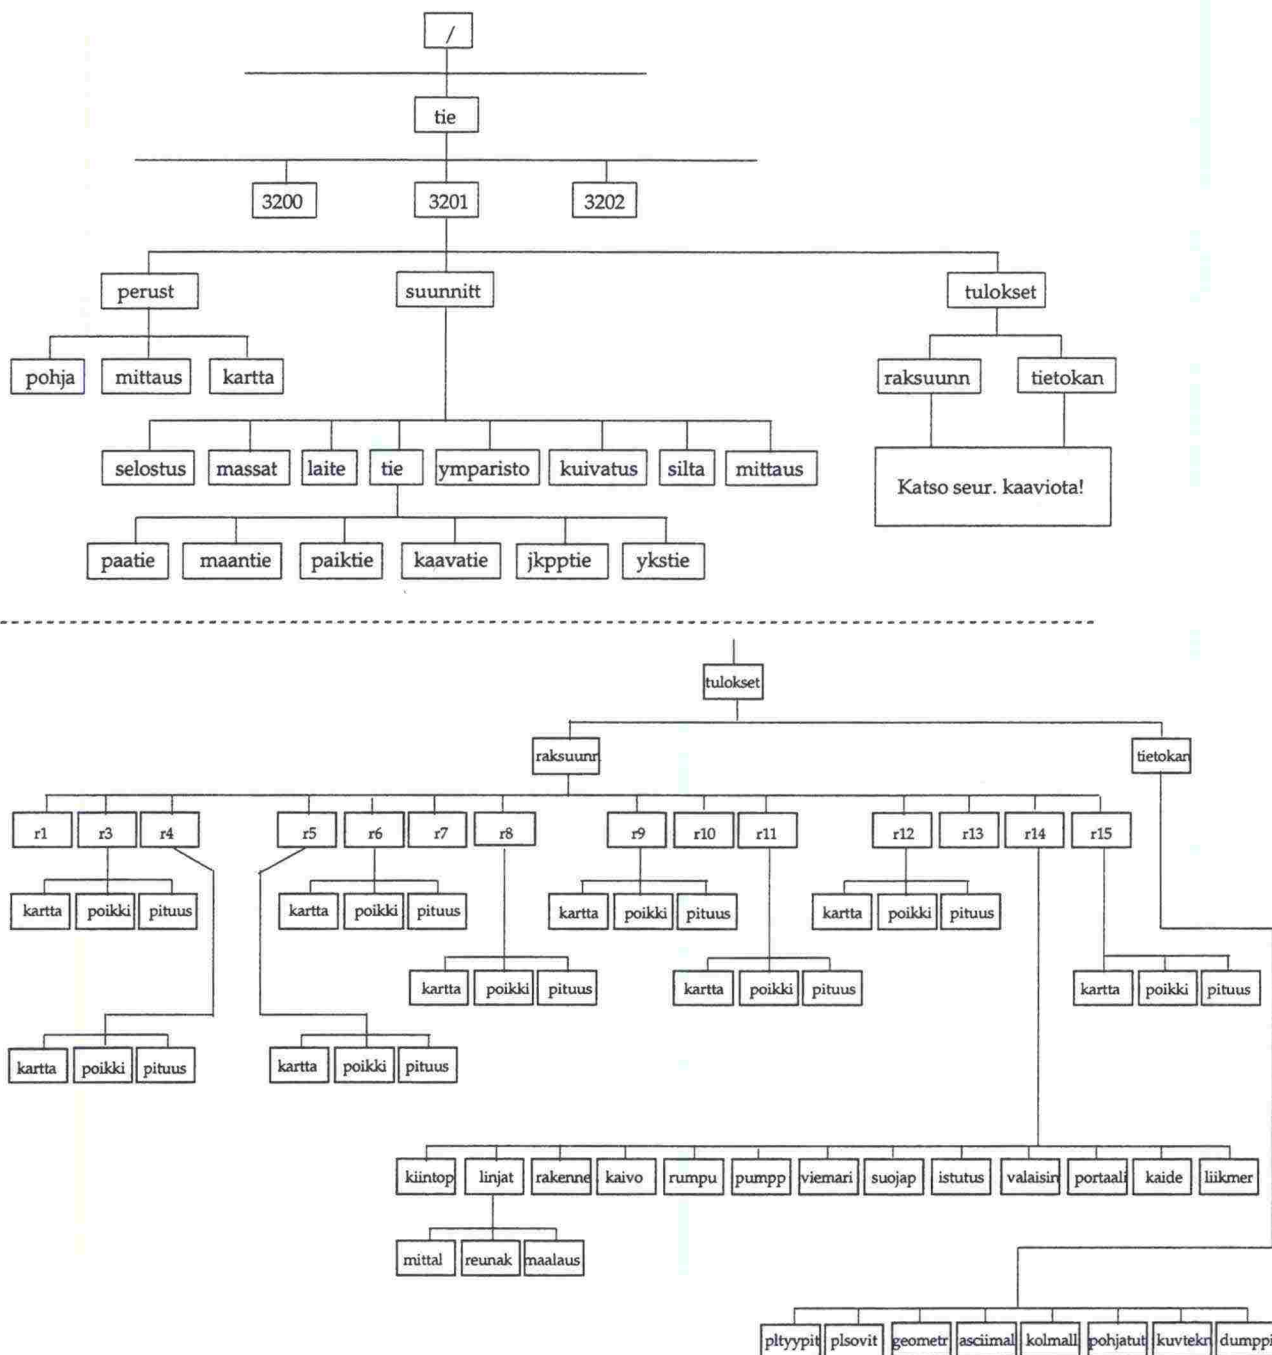 /
tie
3200 3201 3202
perust suunnitt tulokset
pohja mittaus kartta raksuunn tietokan
selostus massat laite tie ymparisto kuivatus silta mittaus
Katso seur. kaaviota!
paatie maantie paiktie kaavatie jkpptie ykstie
tulokset
raksuunn tietokan
r1 r3 r4 r5 r6 r7 r8 r9 r10 r11 r12 r13 r14 r15
kartta poikki pituus kartta poikki pituus kartta poikki pituus kartta poikki pituus
kartta poikki pituus kartta poikki pituus kartta poikki pituus
kartta poikki pituus kartta poikki pituus
kiintop linjat rakenne kaivo rumpu pumpp viemari suojap istutus valaisin portaali kaide liikmer
mittal reunak maalaus
pltyypit plsovit geometr asciimal kolmall pohjatut kuvtekn dumppi